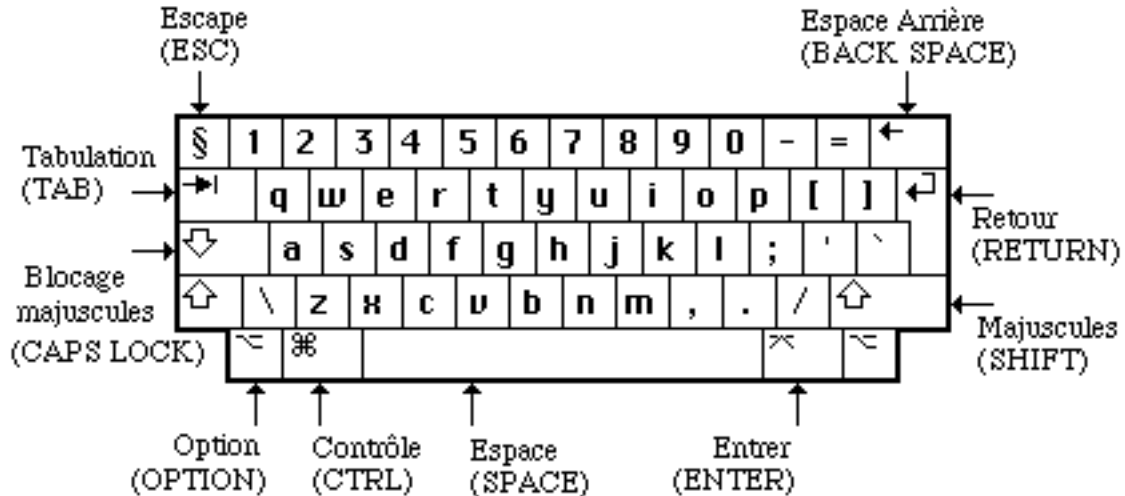 Escape
(ESC)
Espace Arrière
(BACK SPACE)
§ 1 2 3 4 5 6 7 8 9 0 - = ←
Tabulation
(TAB)
q w e r t y u i o p [ ]
Retour
(RETURN)
a s d f g h j k l ; ' `
Blocage
majuscules
(CAPS LOCK)
\ z x c v b n m , . /
Majuscules
(SHIFT)
⌥ ⌘ ⌤ ⌥
Option
(OPTION)
Contrôle
(CTRL)
Espace
(SPACE)
Entrer
(ENTER)